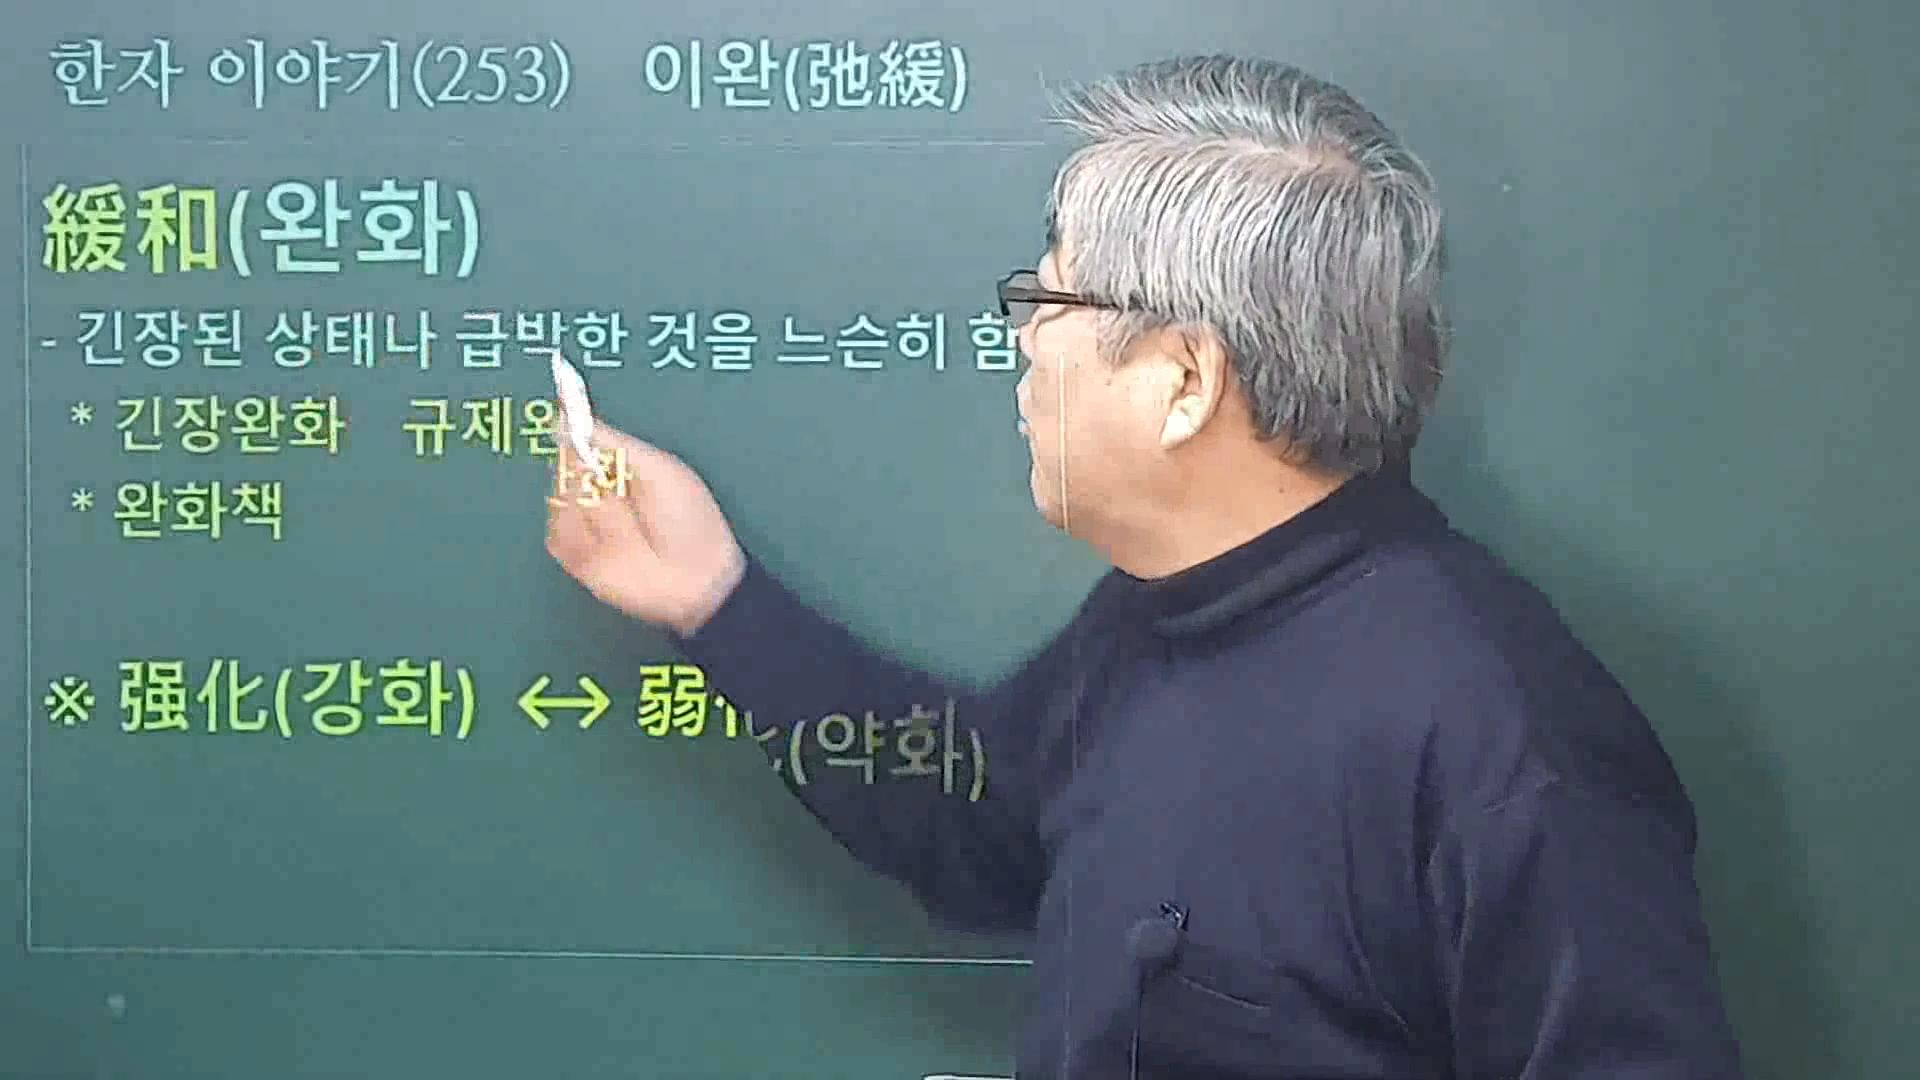 한자 이야기(253) 이완(弛緩)
緩和(완화)
- 긴장된 상태나 급박한 것을 느슨히 함
* 긴장완화 규제완화
* 완화책
※ 强化(강화) ↔ 弱化(약화)